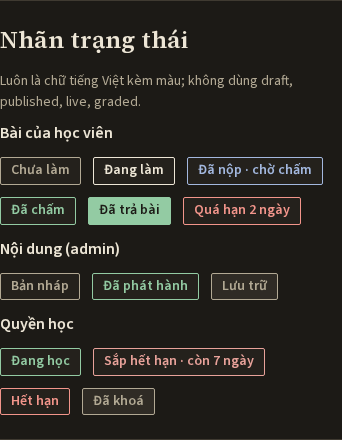 Nhãn trạng thái
Luôn là chữ tiếng Việt kèm màu; không dùng draft,
published, live, graded.
Bài của học viên
Chưa làm Đang làm Đã nộp · chờ chấm
Đã chấm Đã trả bài Quá hạn 2 ngày
Nội dung (admin)
Bản nháp Đã phát hành Lưu trữ
Quyền học
Đang học Sắp hết hạn · còn 7 ngày
Hết hạn Đã khoá